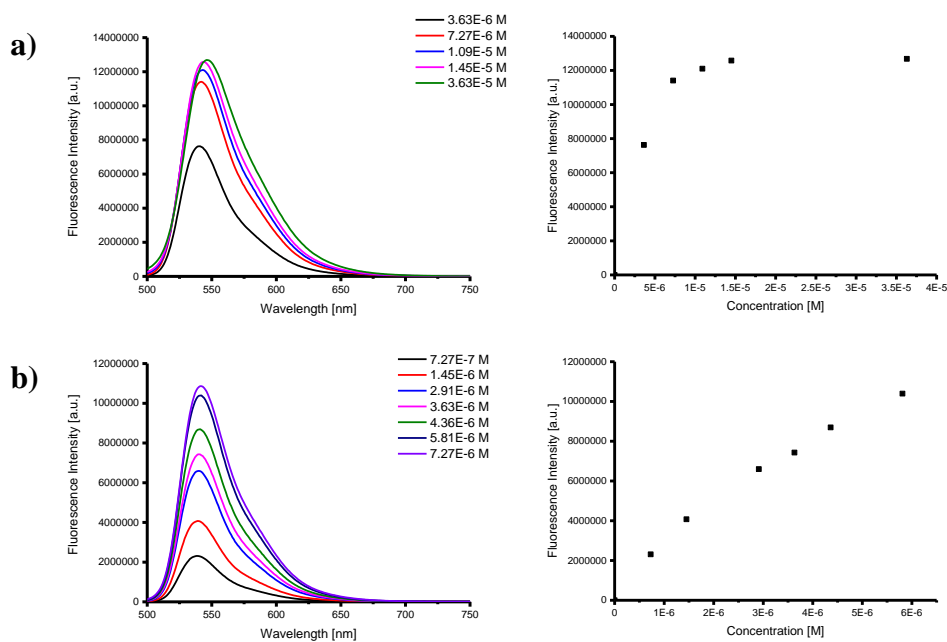 a)
3.63E-6 M
7.27E-6 M
1.09E-5 M
1.45E-5 M
3.63E-5 M
14000000
12000000
10000000
8000000
6000000
4000000
2000000
0
Fluorescence Intensity [a.u.]
500 550 600 650 700 750
Wavelength [nm]
14000000
12000000
10000000
8000000
6000000
4000000
2000000
0
Fluorescence Intensity [a.u.]
0 5E-6 1E-5 1.5E-5 2E-5 2.5E-5 3E-5 3.5E-5 4E-5
Concentration [M]
b)
7.27E-7 M
1.45E-6 M
2.91E-6 M
3.63E-6 M
4.36E-6 M
5.81E-6 M
7.27E-6 M
12000000
10000000
8000000
6000000
4000000
2000000
0
Fluorescence Intensity [a.u.]
500 550 600 650 700 750
Wavelength [nm]
12000000
10000000
8000000
6000000
4000000
2000000
0
Fluorescence Intensity [a.u.]
0 1E-6 2E-6 3E-6 4E-6 5E-6 6E-6
Concentration [M]